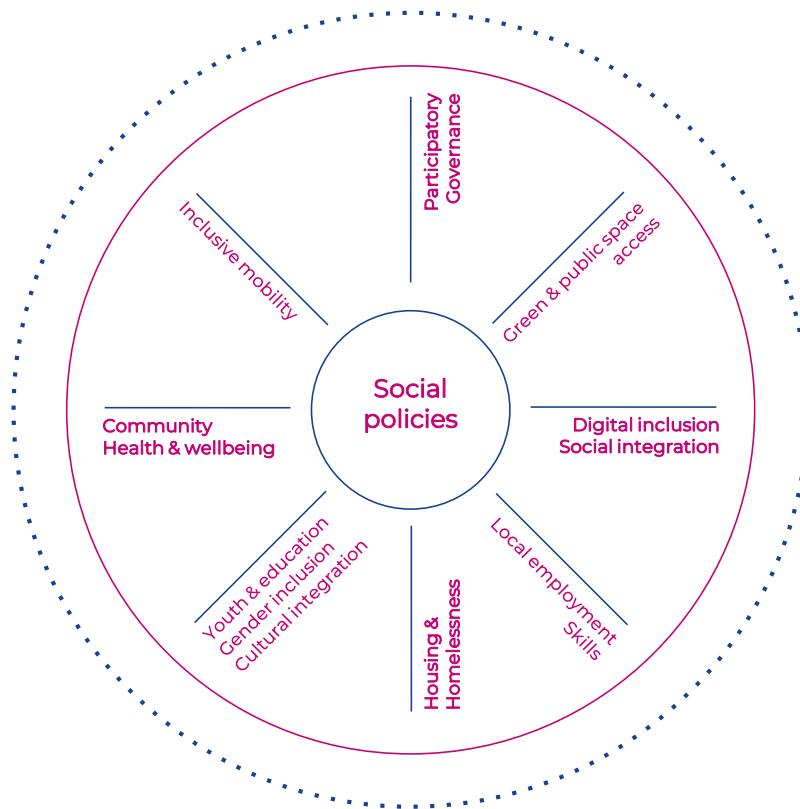 Participatory
Governance
Green & public space
access
Digital inclusion
Social integration
Local employment
Skills
Housing &
Homelessness
Youth & education
Gender inclusion
Cultural integration
Community
Health & wellbeing
Inclusive mobility
Social
policies